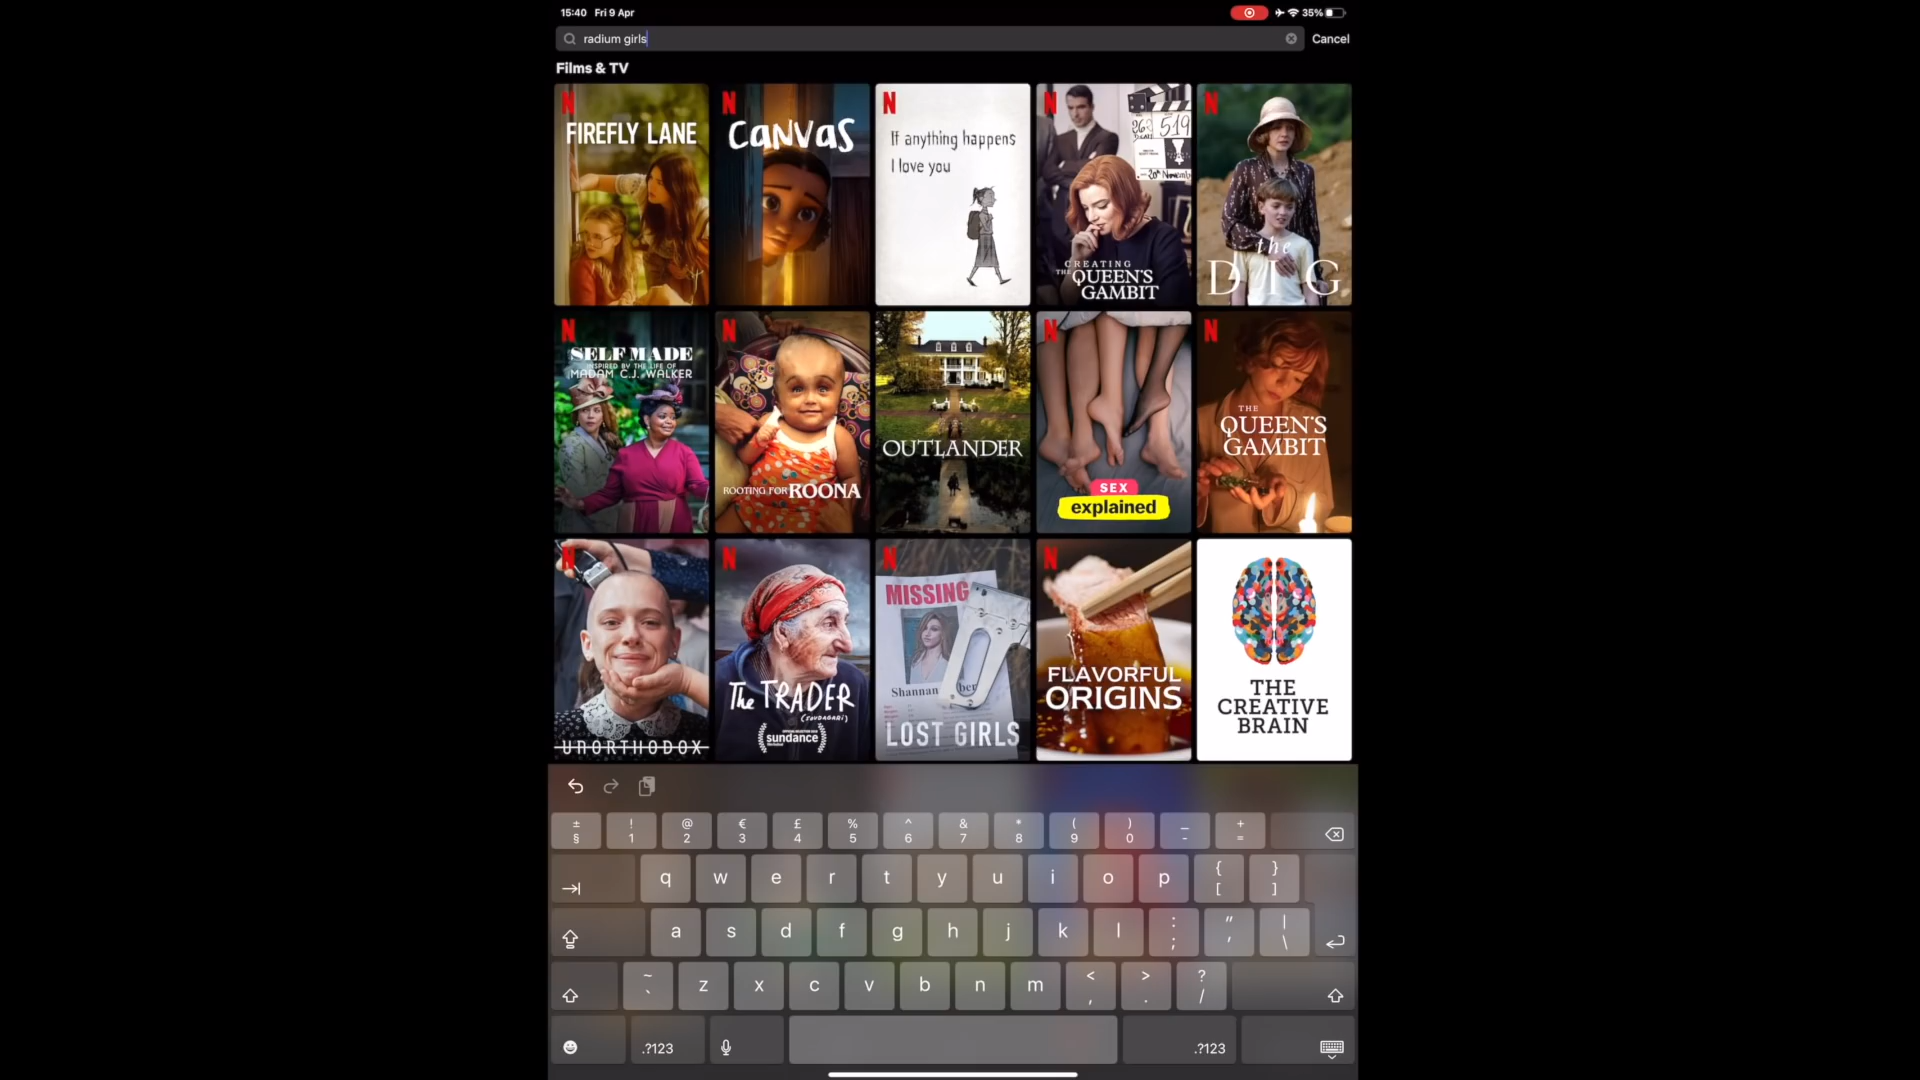 15:40 Fri 9 Apr
35%
radium girls
Cancel
Films & TV
N
FIREFLY LANE
N
CANVAS
N
If anything happens
I love you
N
519
CREATING
THE QUEEN'S
GAMBIT
N
the
DIG
N
SELF MADE
INSPIRED BY THE LIFE OF
MADAM C.J. WALKER
N
ROOTING FOR ROONA
OUTLANDER
N
SEX
explained
N
THE
QUEEN'S
GAMBIT
N
UNORTHODOX
N
The TRADER
(SOVDAGARI)
sundance
N
MISSING
Shannan
ber
LOST GIRLS
N
FLAVORFUL
ORIGINS
THE
CREATIVE
BRAIN
± ! @ € £ % ^ & * ( ) _ +
§ 1 2 3 4 5 6 7 8 9 0 - =
q w e r t y u i o p { }
[ ]
a s d f g h j k l : " |
; ' \
~ z x c v b n m < > ?
` , . /
.?123 .?123